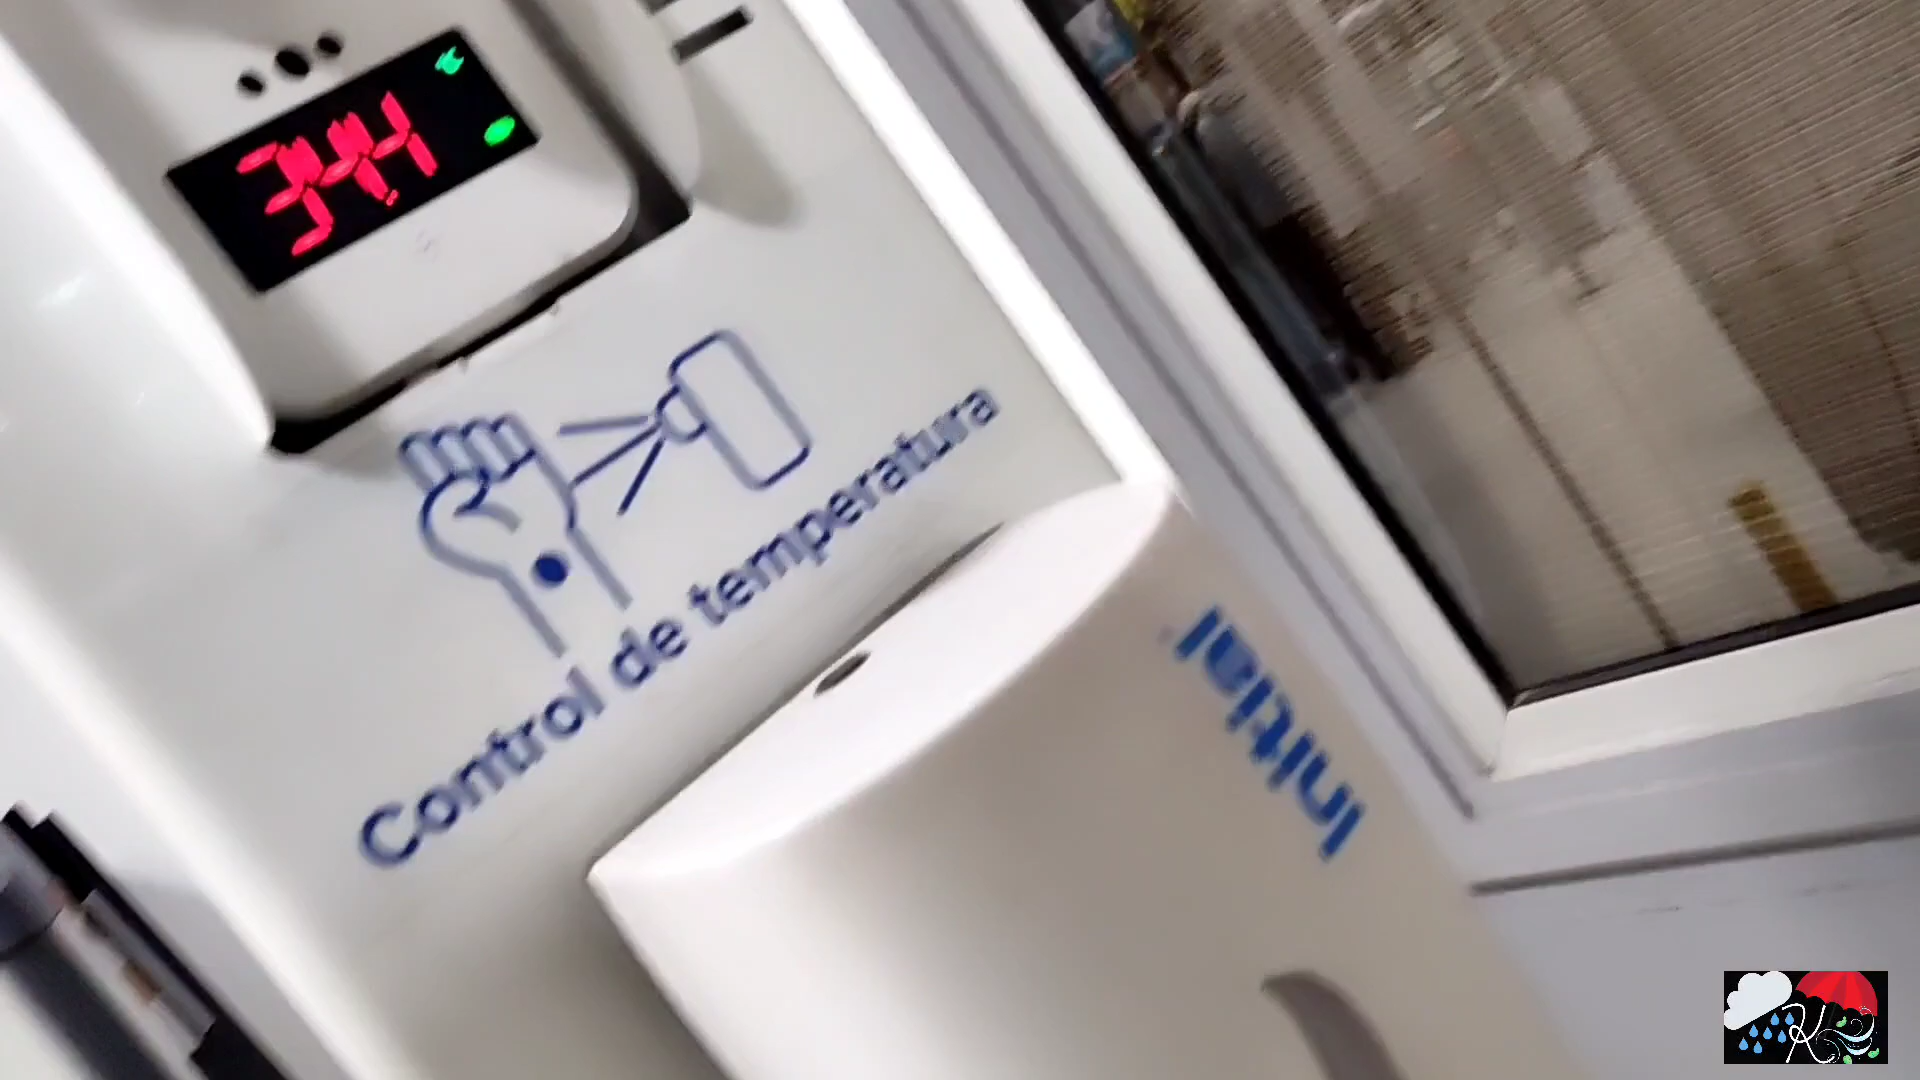 34.4
Control de temperatura
Initial